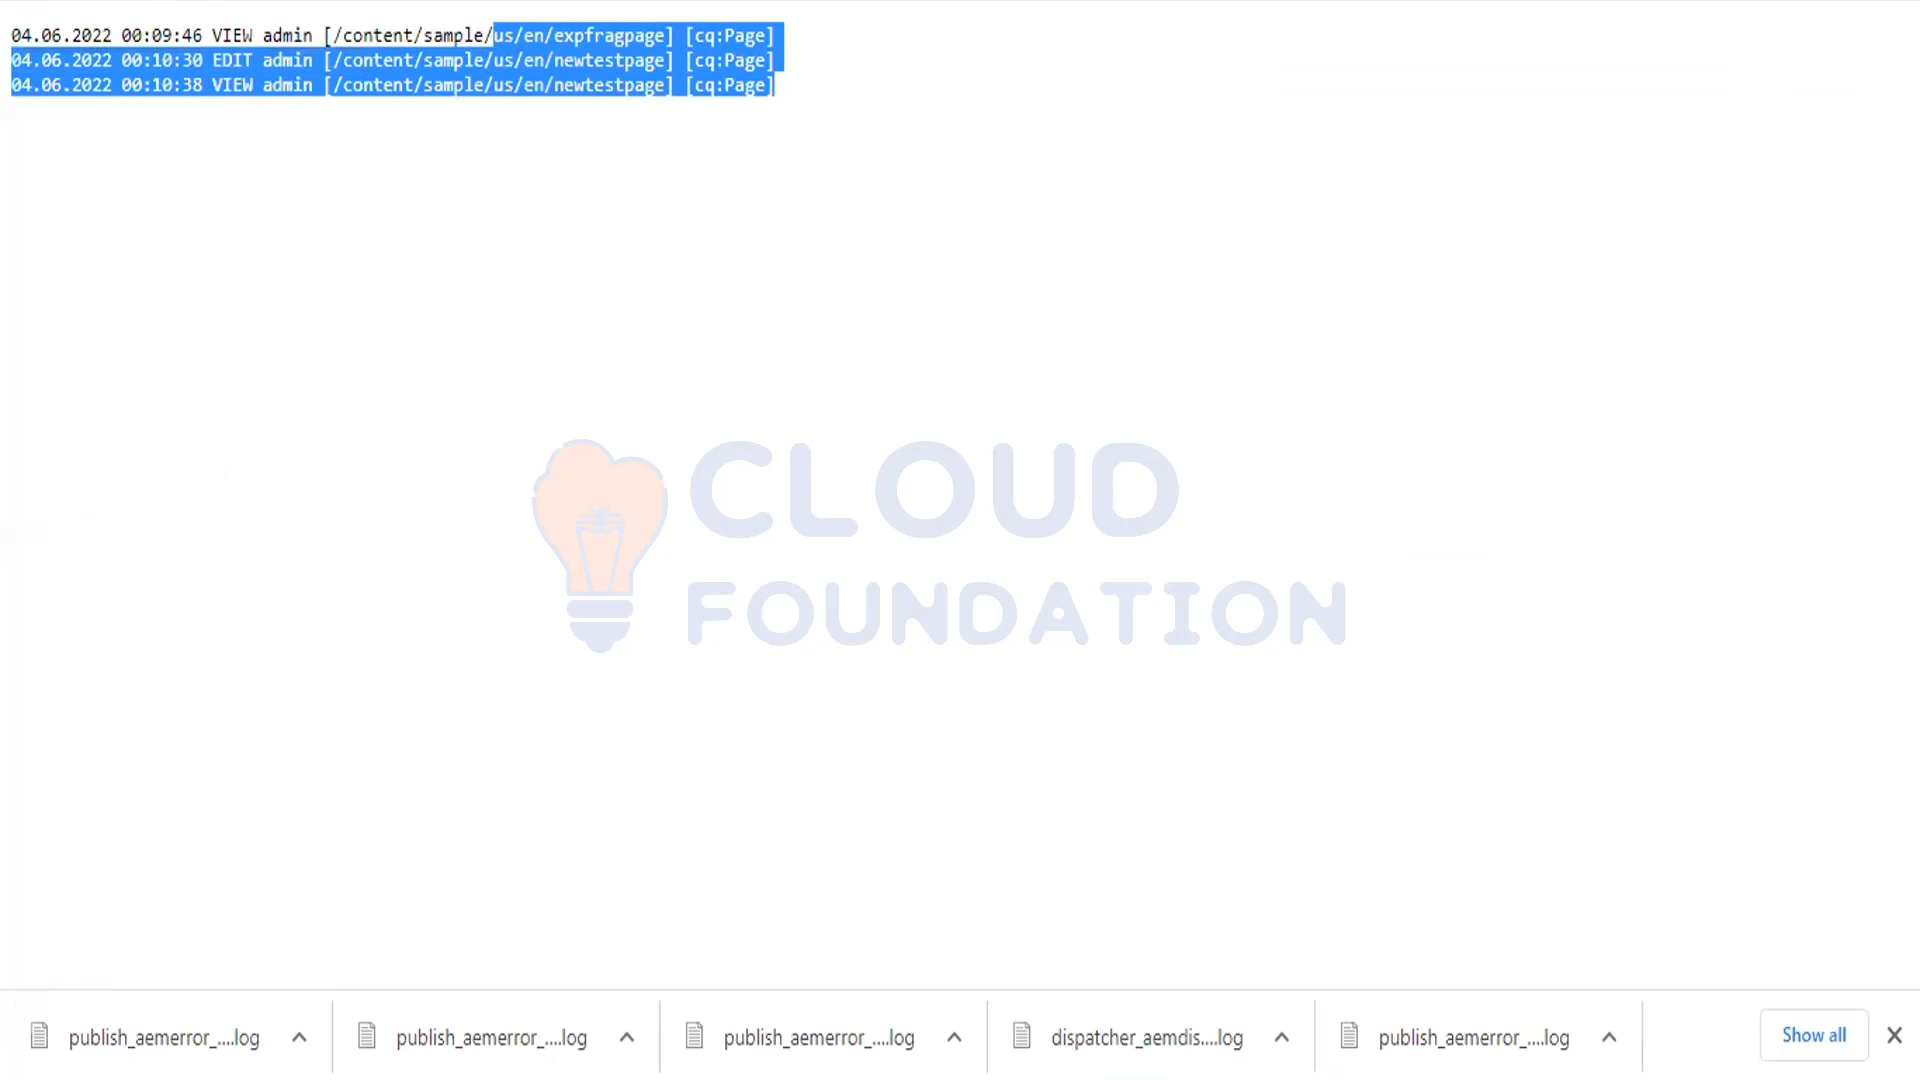 04.06.2022 00:09:46 VIEW admin [/content/sample/us/en/expfragpage] [cq:Page]
04.06.2022 00:10:30 EDIT admin [/content/sample/us/en/newtestpage] [cq:Page]
04.06.2022 00:10:38 VIEW admin [/content/sample/us/en/newtestpage] [cq:Page]
CLOUD
FOUNDATION
publish_aemerror_....log
publish_aemerror_....log
publish_aemerror_....log
dispatcher_aemdis....log
publish_aemerror_....log
Show all